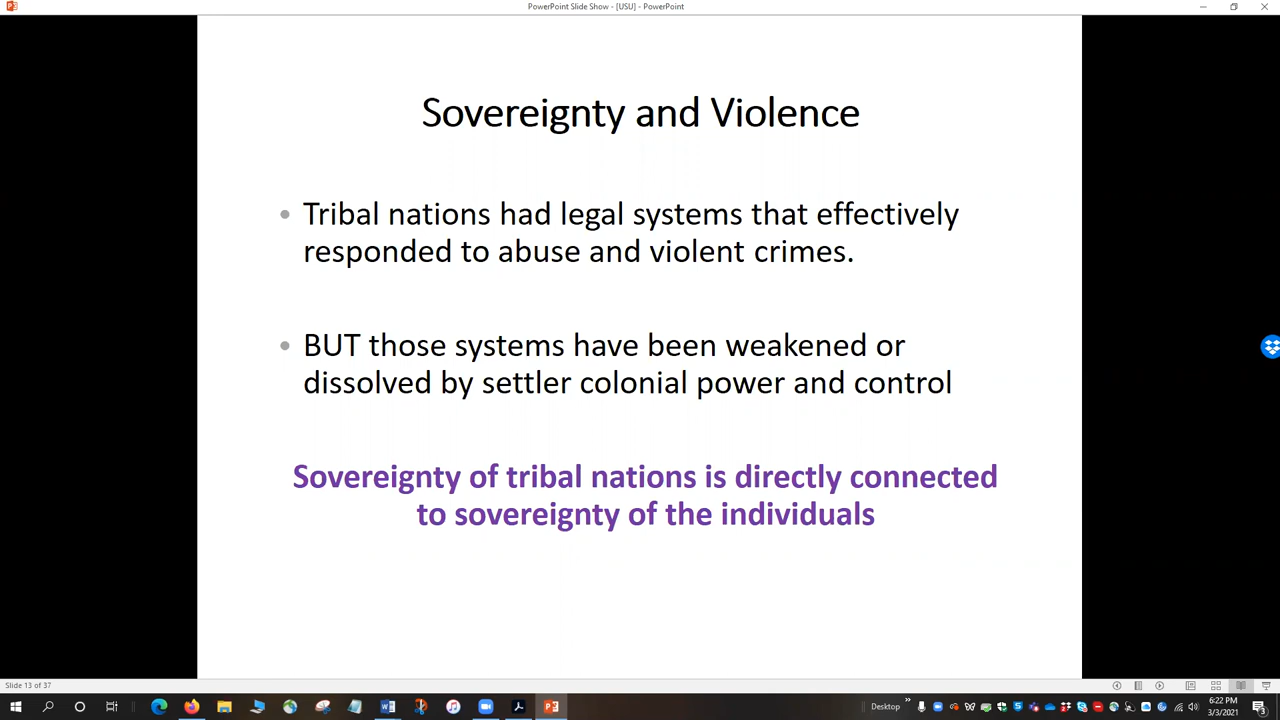 PowerPoint Slide Show - [USU] - PowerPoint
Sovereignty and Violence
• Tribal nations had legal systems that effectively
responded to abuse and violent crimes.
• BUT those systems have been weakened or
dissolved by settler colonial power and control
Sovereignty of tribal nations is directly connected
to sovereignty of the individuals
Slide 13 of 37
Desktop
6:22 PM
3/3/2021